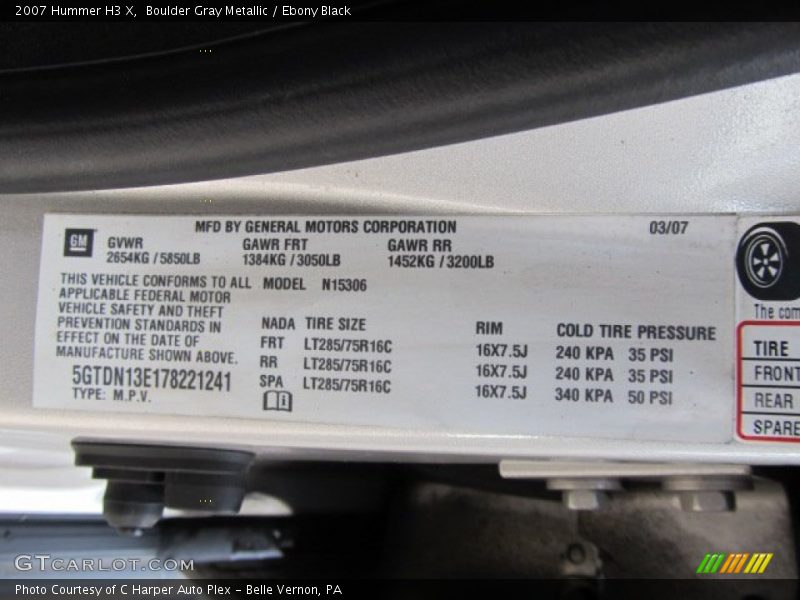 2007 Hummer H3 X,  Boulder Gray Metallic / Ebony Black
MFD BY GENERAL MOTORS CORPORATION 03/07
GM
GVWR GAWR FRT GAWR RR
2654KG / 5850LB 1384KG / 3050LB 1452KG / 3200LB
THIS VEHICLE CONFORMS TO ALL MODEL N15306
APPLICABLE FEDERAL MOTOR
VEHICLE SAFETY AND THEFT
PREVENTION STANDARDS IN
EFFECT ON THE DATE OF
MANUFACTURE SHOWN ABOVE.
5GTDN13E178221241
TYPE: M.P.V.
NADA TIRE SIZE RIM COLD TIRE PRESSURE
FRT LT285/75R16C 16X7.5J 240 KPA 35 PSI
RR LT285/75R16C 16X7.5J 240 KPA 35 PSI
SPA LT285/75R16C 16X7.5J 340 KPA 50 PSI
The com
TIRE
FRONT
REAR
SPARE
GTCARLOT.COM
Photo Courtesy of C Harper Auto Plex – Belle Vernon, PA